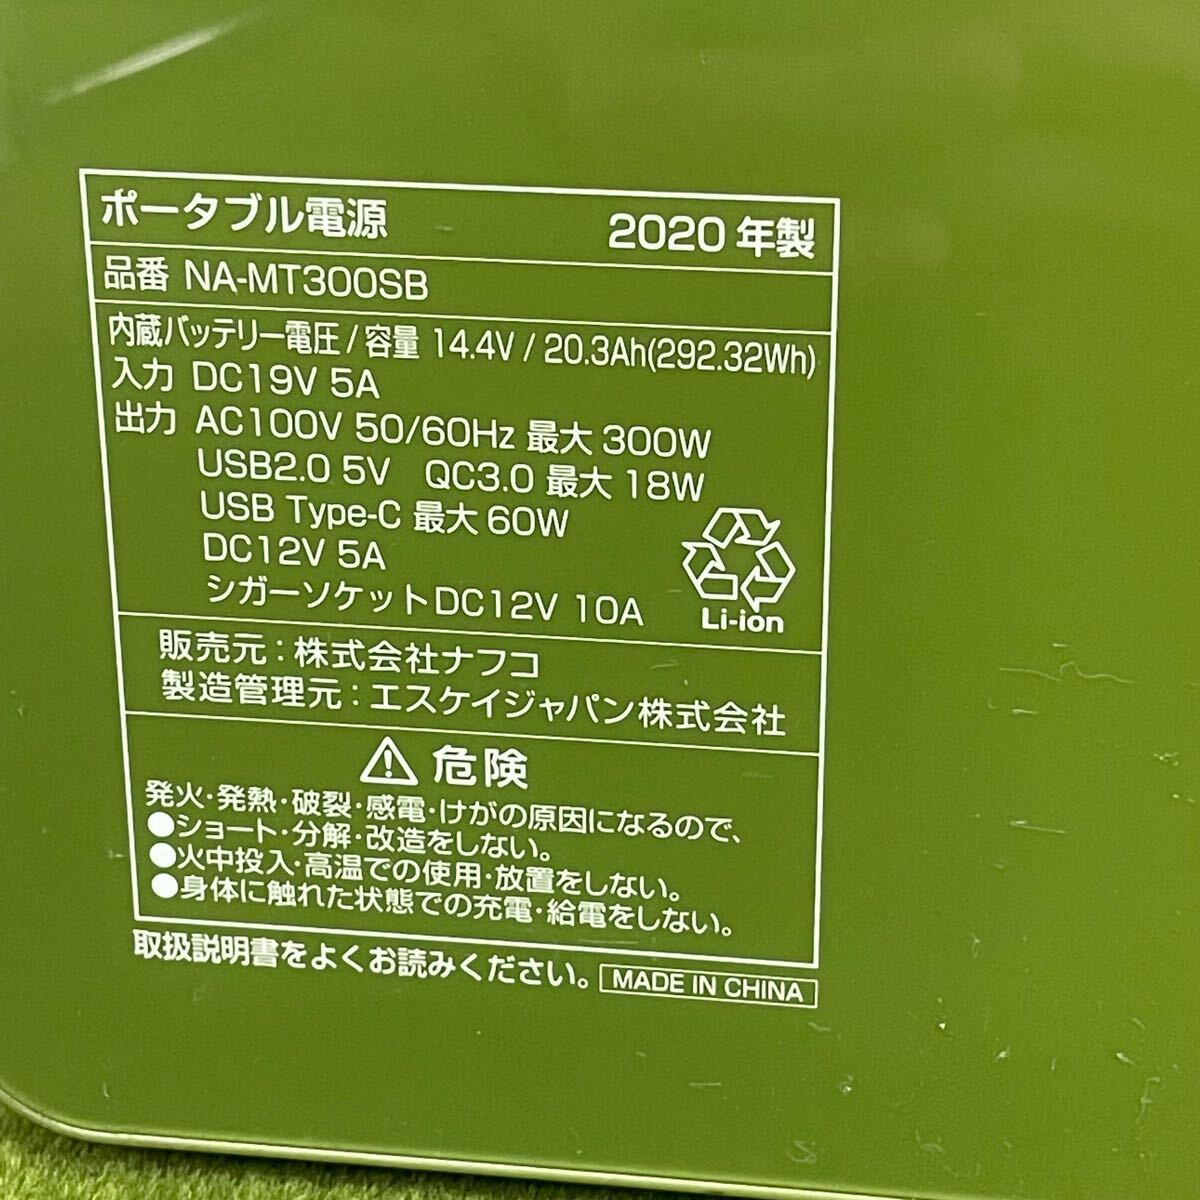 ポータブル電源 2020年製
品番 NA-MT300SB
内蔵バッテリー電圧/容量 14.4V / 20.3Ah(292.32Wh)
入力 DC19V 5A
出力 AC100V 50/60Hz 最大 300W
USB2.0 5V QC3.0 最大 18W
USB Type-C 最大 60W
DC12V 5A
シガーソケットDC12V 10A
Li-ion
販売元:株式会社ナフコ
製造管理元:エスケイジャパン株式会社
危険
発火・発熱・破裂・感電・けがの原因になるので、
●ショート・分解・改造をしない。
●火中投入・高温での使用・放置をしない。
●身体に触れた状態での充電・給電をしない。
取扱説明書をよくお読みください。 MADE IN CHINA